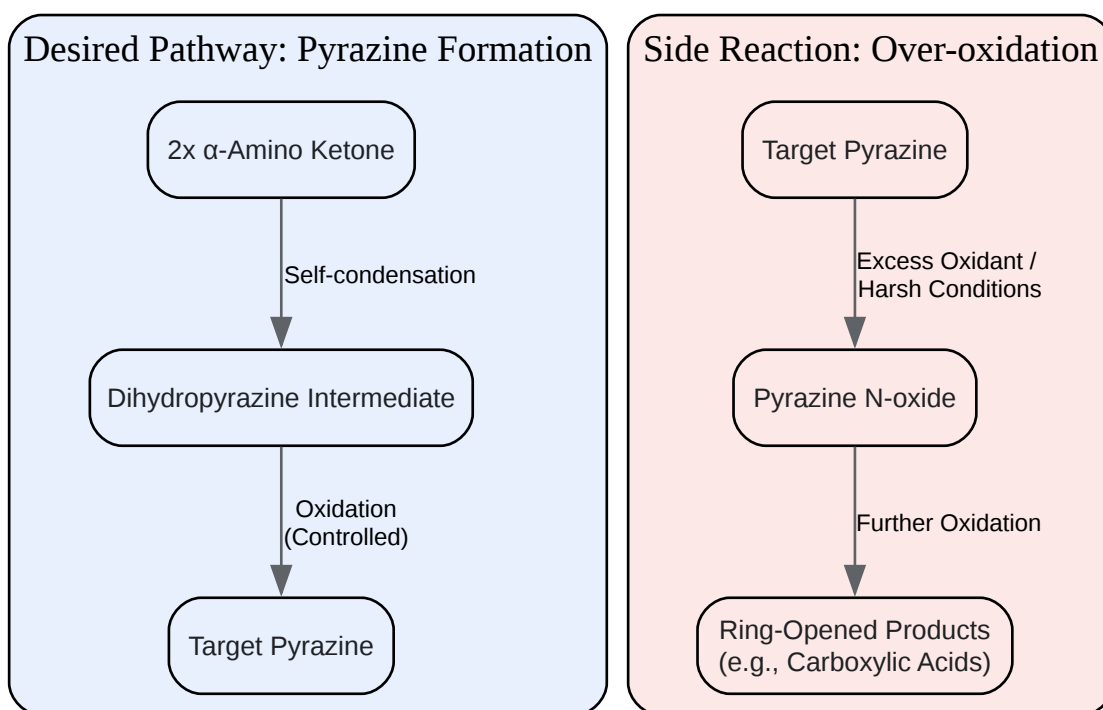 Desired Pathway: Pyrazine Formation
2x α-Amino Ketone
Self-condensation
Dihydropyrazine Intermediate
Oxidation
(Controlled)
Target Pyrazine
Side Reaction: Over-oxidation
Target Pyrazine
Excess Oxidant /
Harsh Conditions
Pyrazine N-oxide
Further Oxidation
Ring-Opened Products
(e.g., Carboxylic Acids)